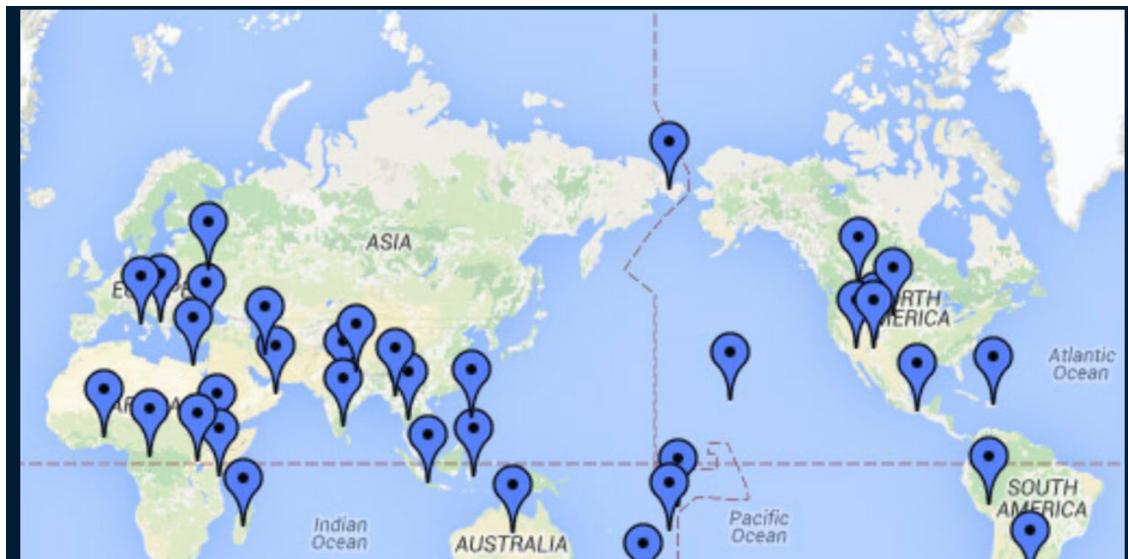 ASIA
Atlantic
Ocean
Indian
Ocean
Pacific
Ocean
SOUTH
AMERICA
AUSTRALIA